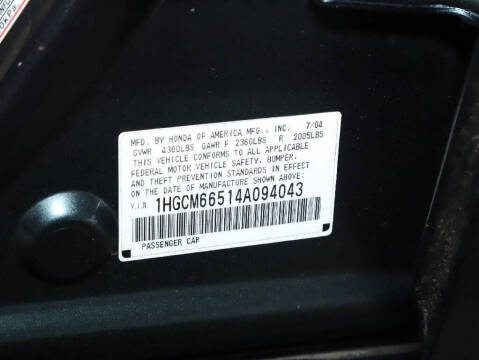 MFD. BY HONDA OF AMERICA MFG., INC. 7/04
GVWR 4300LBS GAWR F 2360LBS R 2005LBS
THIS VEHICLE CONFORMS TO ALL APPLICABLE
FEDERAL MOTOR VEHICLE SAFETY, BUMPER,
AND THEFT PREVENTION STANDARDS IN EFFECT
ON THE DATE OF MANUFACTURE SHOWN ABOVE:
V.I.N. 1HGCM66514A094043
PASSENGER CAR